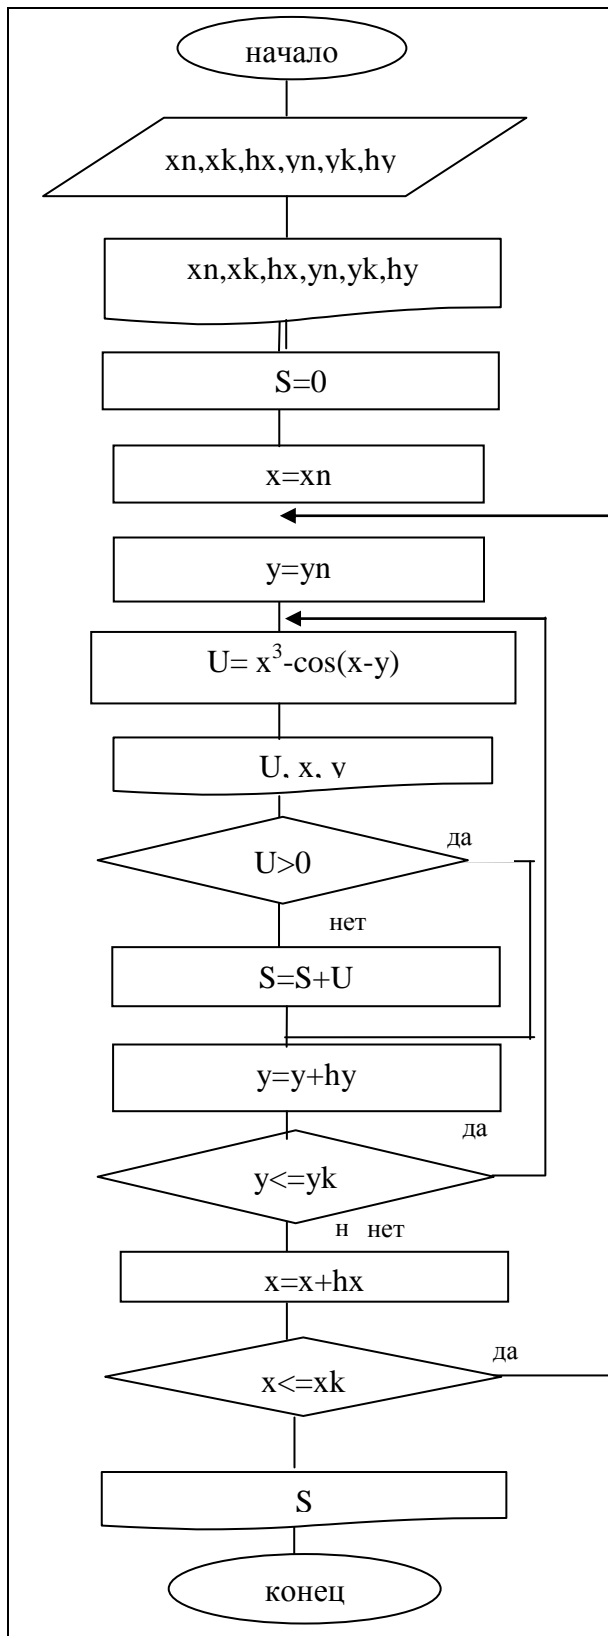 начало
xn,xk,hx,yn,yk,hy
xn,xk,hx,yn,yk,hy
S=0
x=xn
y=yn
U= x³-cos(x-y)
U, x, y
U>0
да
нет
S=S+U
y=y+hy
да
y<=yk
н нет
x=x+hx
да
x<=xk
S
конец